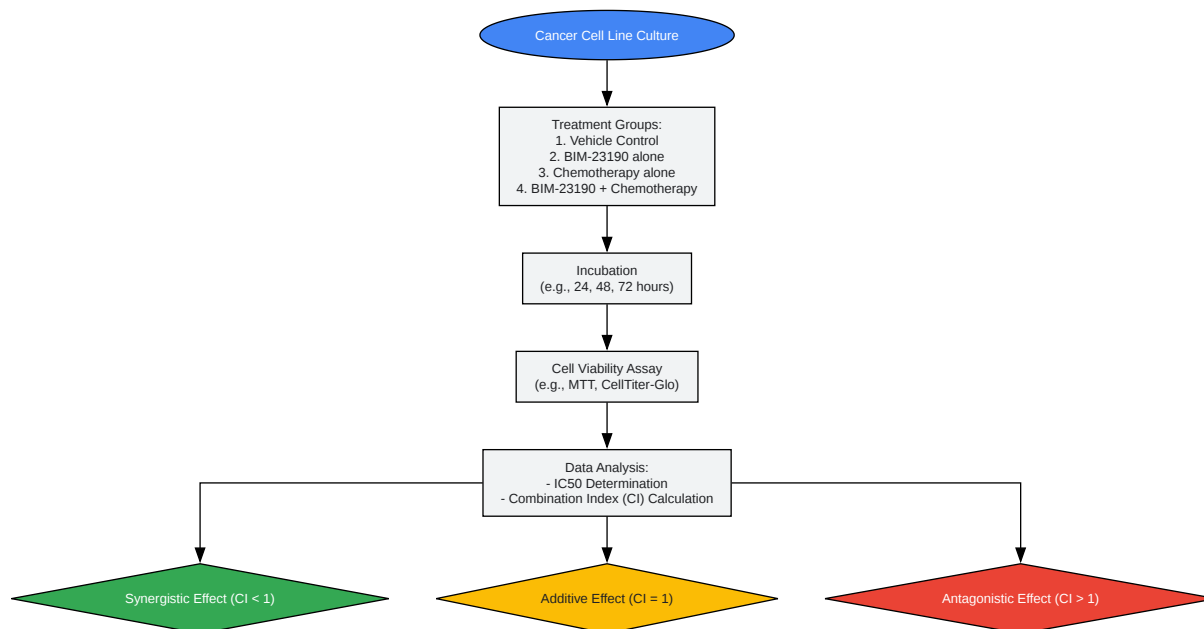 Cancer Cell Line Culture
Treatment Groups:
1. Vehicle Control
2. BIM-23190 alone
3. Chemotherapy alone
4. BIM-23190 + Chemotherapy
Incubation
(e.g., 24, 48, 72 hours)
Cell Viability Assay
(e.g., MTT, CellTiter-Glo)
Data Analysis:
- IC50 Determination
- Combination Index (CI) Calculation
Synergistic Effect (CI < 1)
Additive Effect (CI = 1)
Antagonistic Effect (CI > 1)